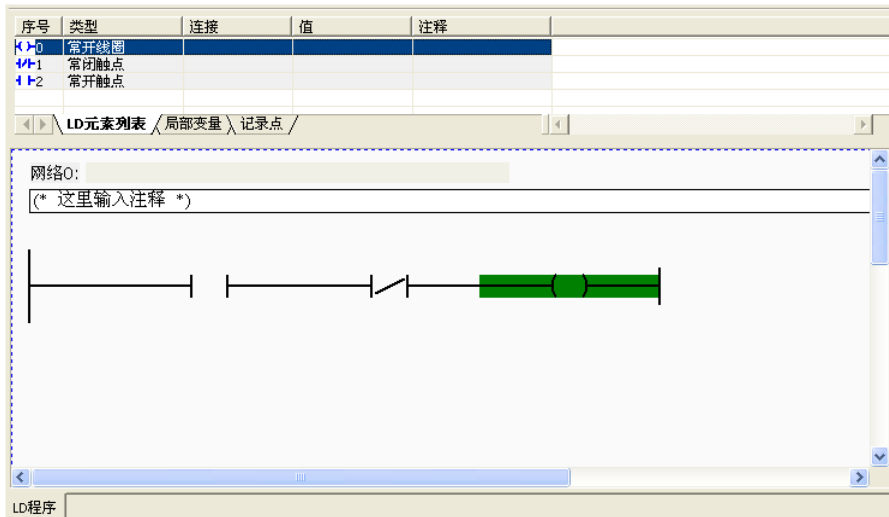 序号 类型 连接 值 注释
0 常开线圈
1 常闭触点
2 常开触点
LD元素列表 局部变量 记录点
网络0:
(* 这里输入注释 *)
LD程序